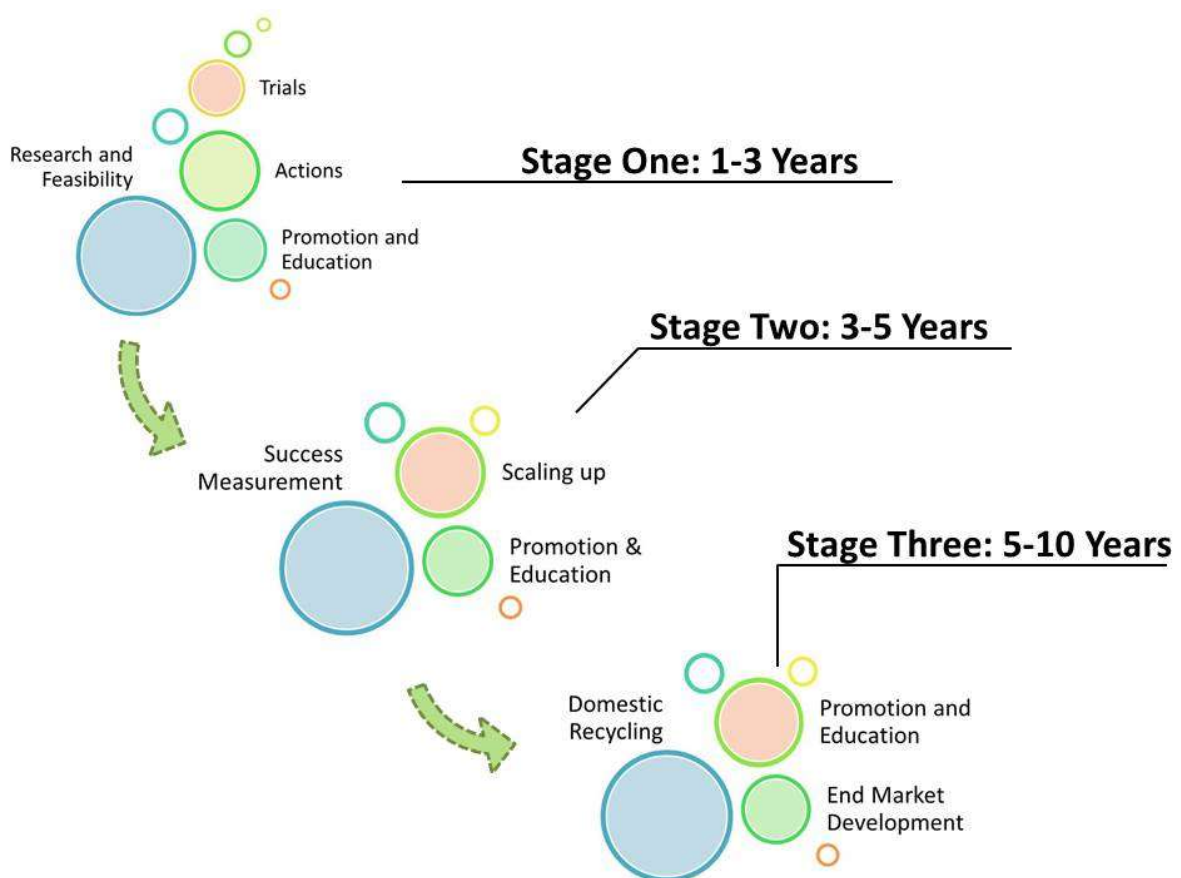 Trials
Research and
Feasibility
Actions
Promotion and
Education
Stage One: 1-3 Years
Stage Two: 3-5 Years
Success
Measurement
Scaling up
Promotion &
Education
Stage Three: 5-10 Years
Domestic
Recycling
Promotion and
Education
End Market
Development